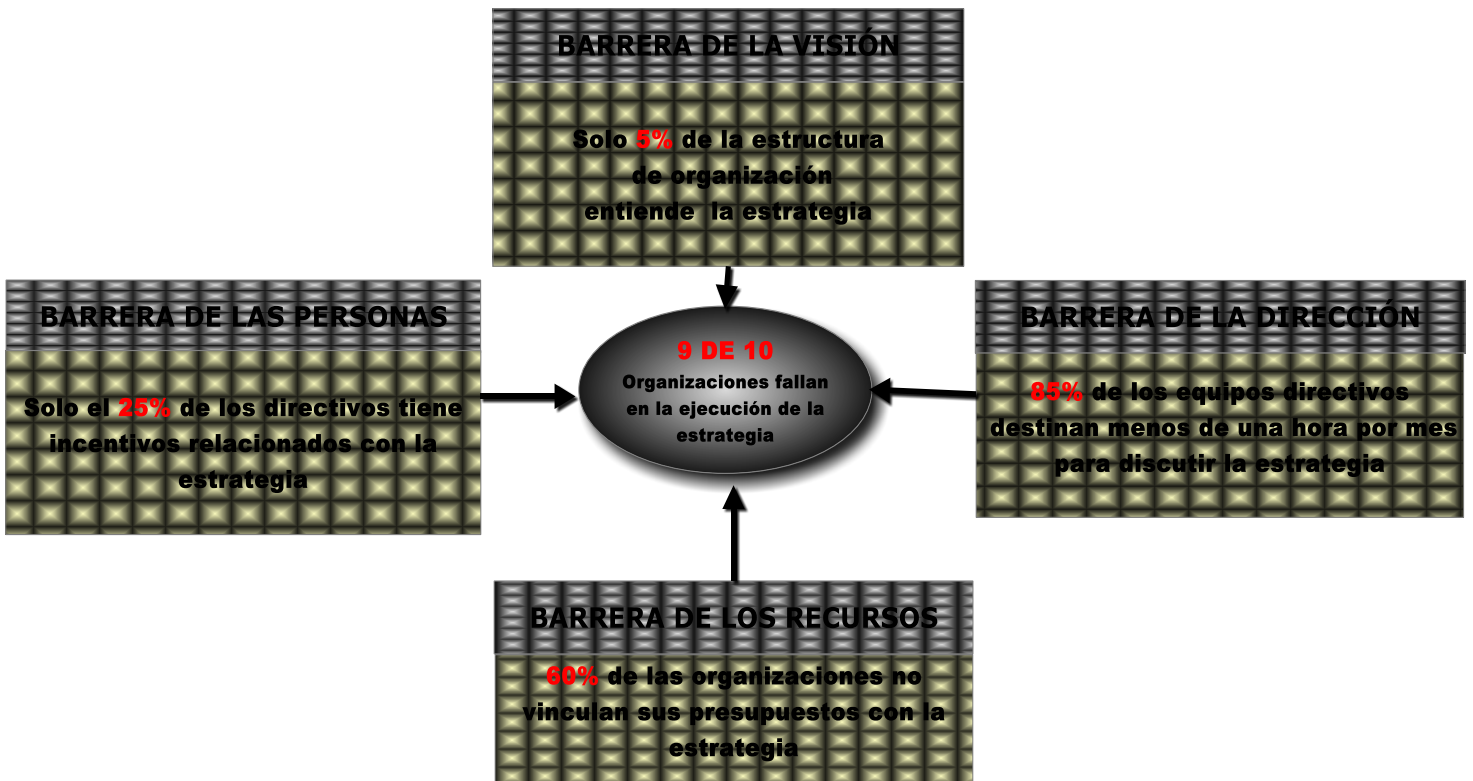 BARRERA DE LA VISIÓN
Solo 5% de la estructura
de organización
entiende la estrategia
BARRERA DE LAS PERSONAS
Solo el 25% de los directivos tiene
incentivos relacionados con la
estrategia
9 DE 10
Organizaciones fallan
en la ejecución de la
estrategia
BARRERA DE LA DIRECCIÓN
85% de los equipos directivos
destinan menos de una hora por mes
para discutir la estrategia
BARRERA DE LOS RECURSOS
60% de las organizaciones no
vinculan sus presupuestos con la
estrategia